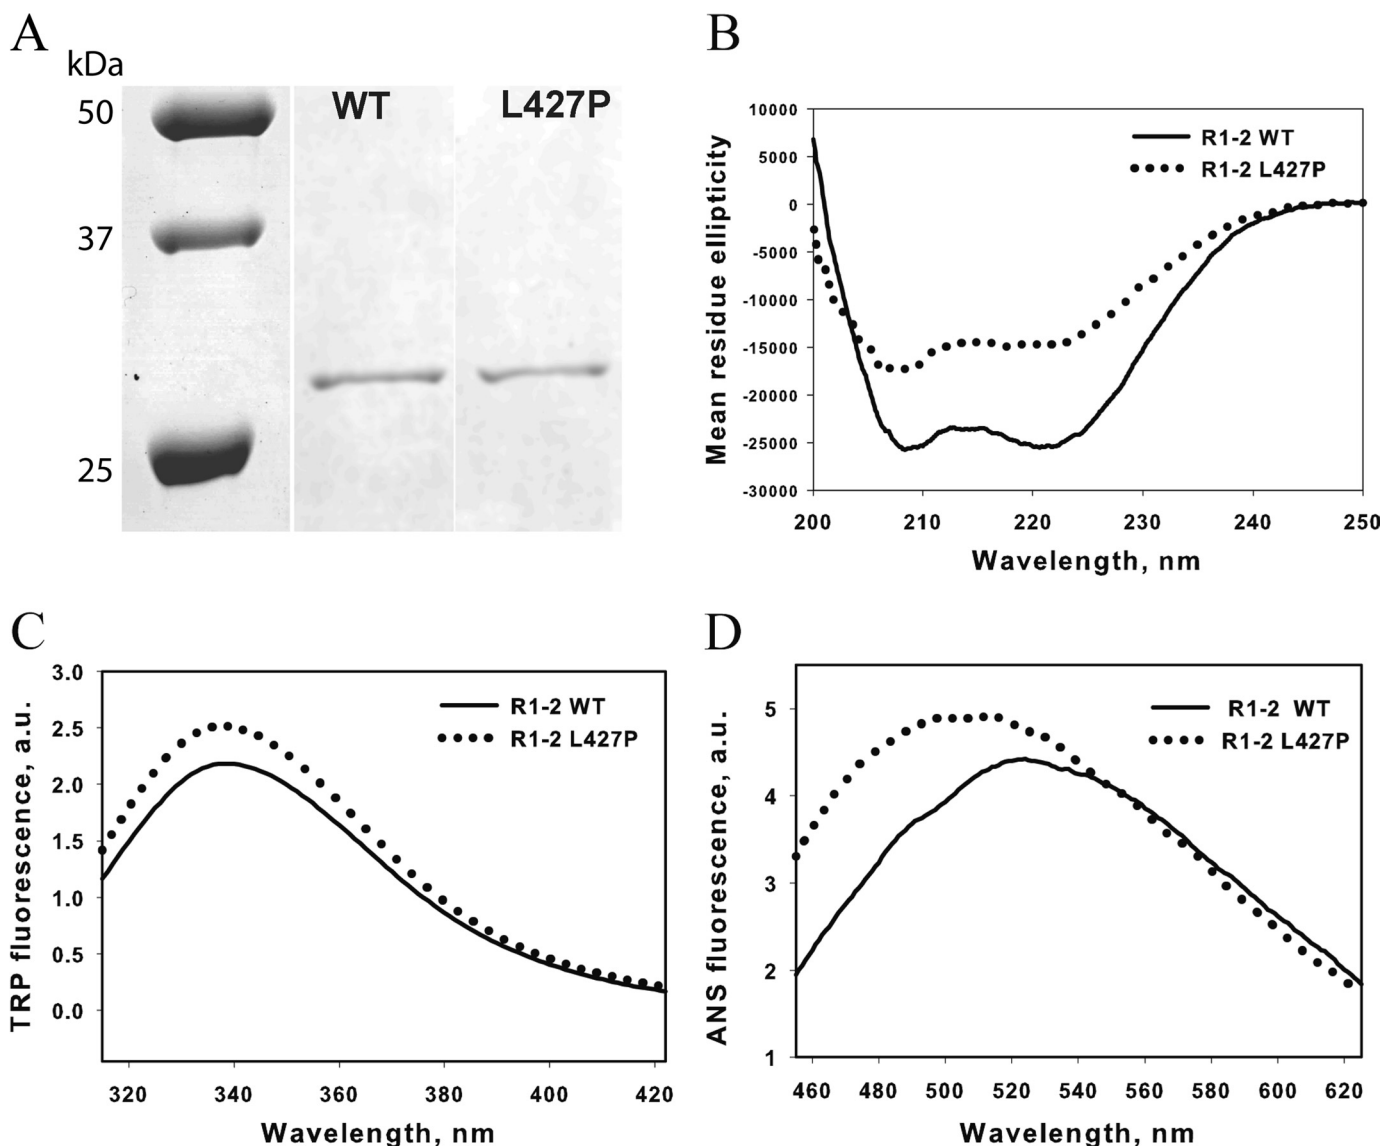 A
kDa
WT
L427P
50
37
25
B
10000
5000
0
-5000
-10000
-15000
-20000
-25000
-30000
Mean residue ellipticity
R1-2 WT
R1-2 L427P
200 210 220 230 240 250
Wavelength, nm
C
3.0
2.5
2.0
1.5
1.0
0.5
0.0
TRP fluorescence, a.u.
R1-2 WT
R1-2 L427P
320 340 360 380 400 420
Wavelength, nm
D
5
4
3
2
1
ANS fluorescence, a.u.
R1-2 WT
R1-2 L427P
460 480 500 520 540 560 580 600 620
Wavelength, nm